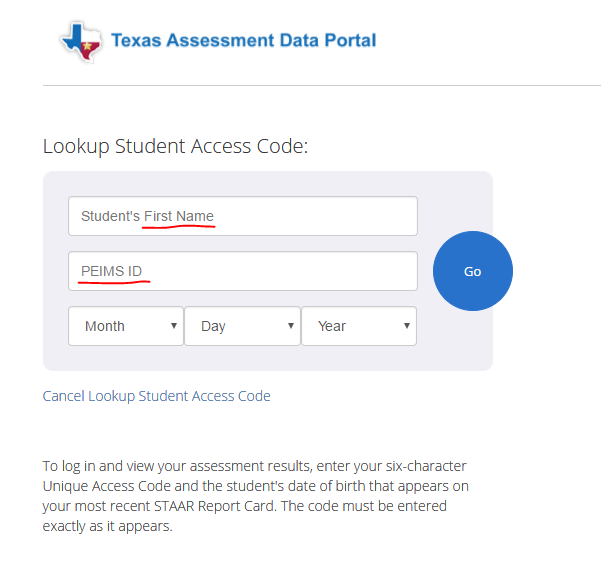 Texas Assessment Data Portal
Lookup Student Access Code:
Student's First Name
PEIMS ID
Go
Month Day Year
Cancel Lookup Student Access Code
To log in and view your assessment results, enter your six-character
Unique Access Code and the student's date of birth that appears on
your most recent STAAR Report Card. The code must be entered
exactly as it appears.